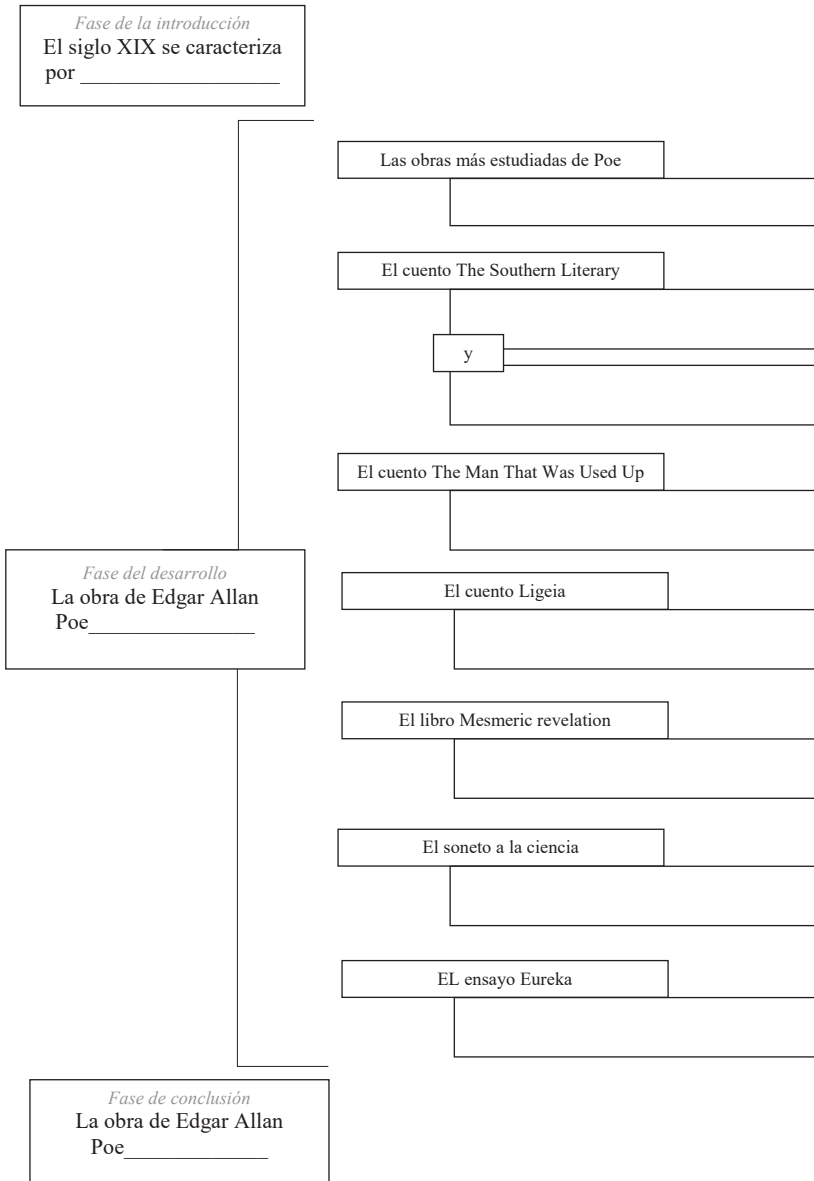 Fase de la introducción
El siglo XIX se caracteriza
por ___________________
Las obras más estudiadas de Poe
El cuento The Southern Literary
y
El cuento The Man That Was Used Up
Fase del desarrollo
La obra de Edgar Allan
Poe________________
El cuento Ligeia
El libro Mesmeric revelation
El soneto a la ciencia
EL ensayo Eureka
Fase de conclusión
La obra de Edgar Allan
Poe______________